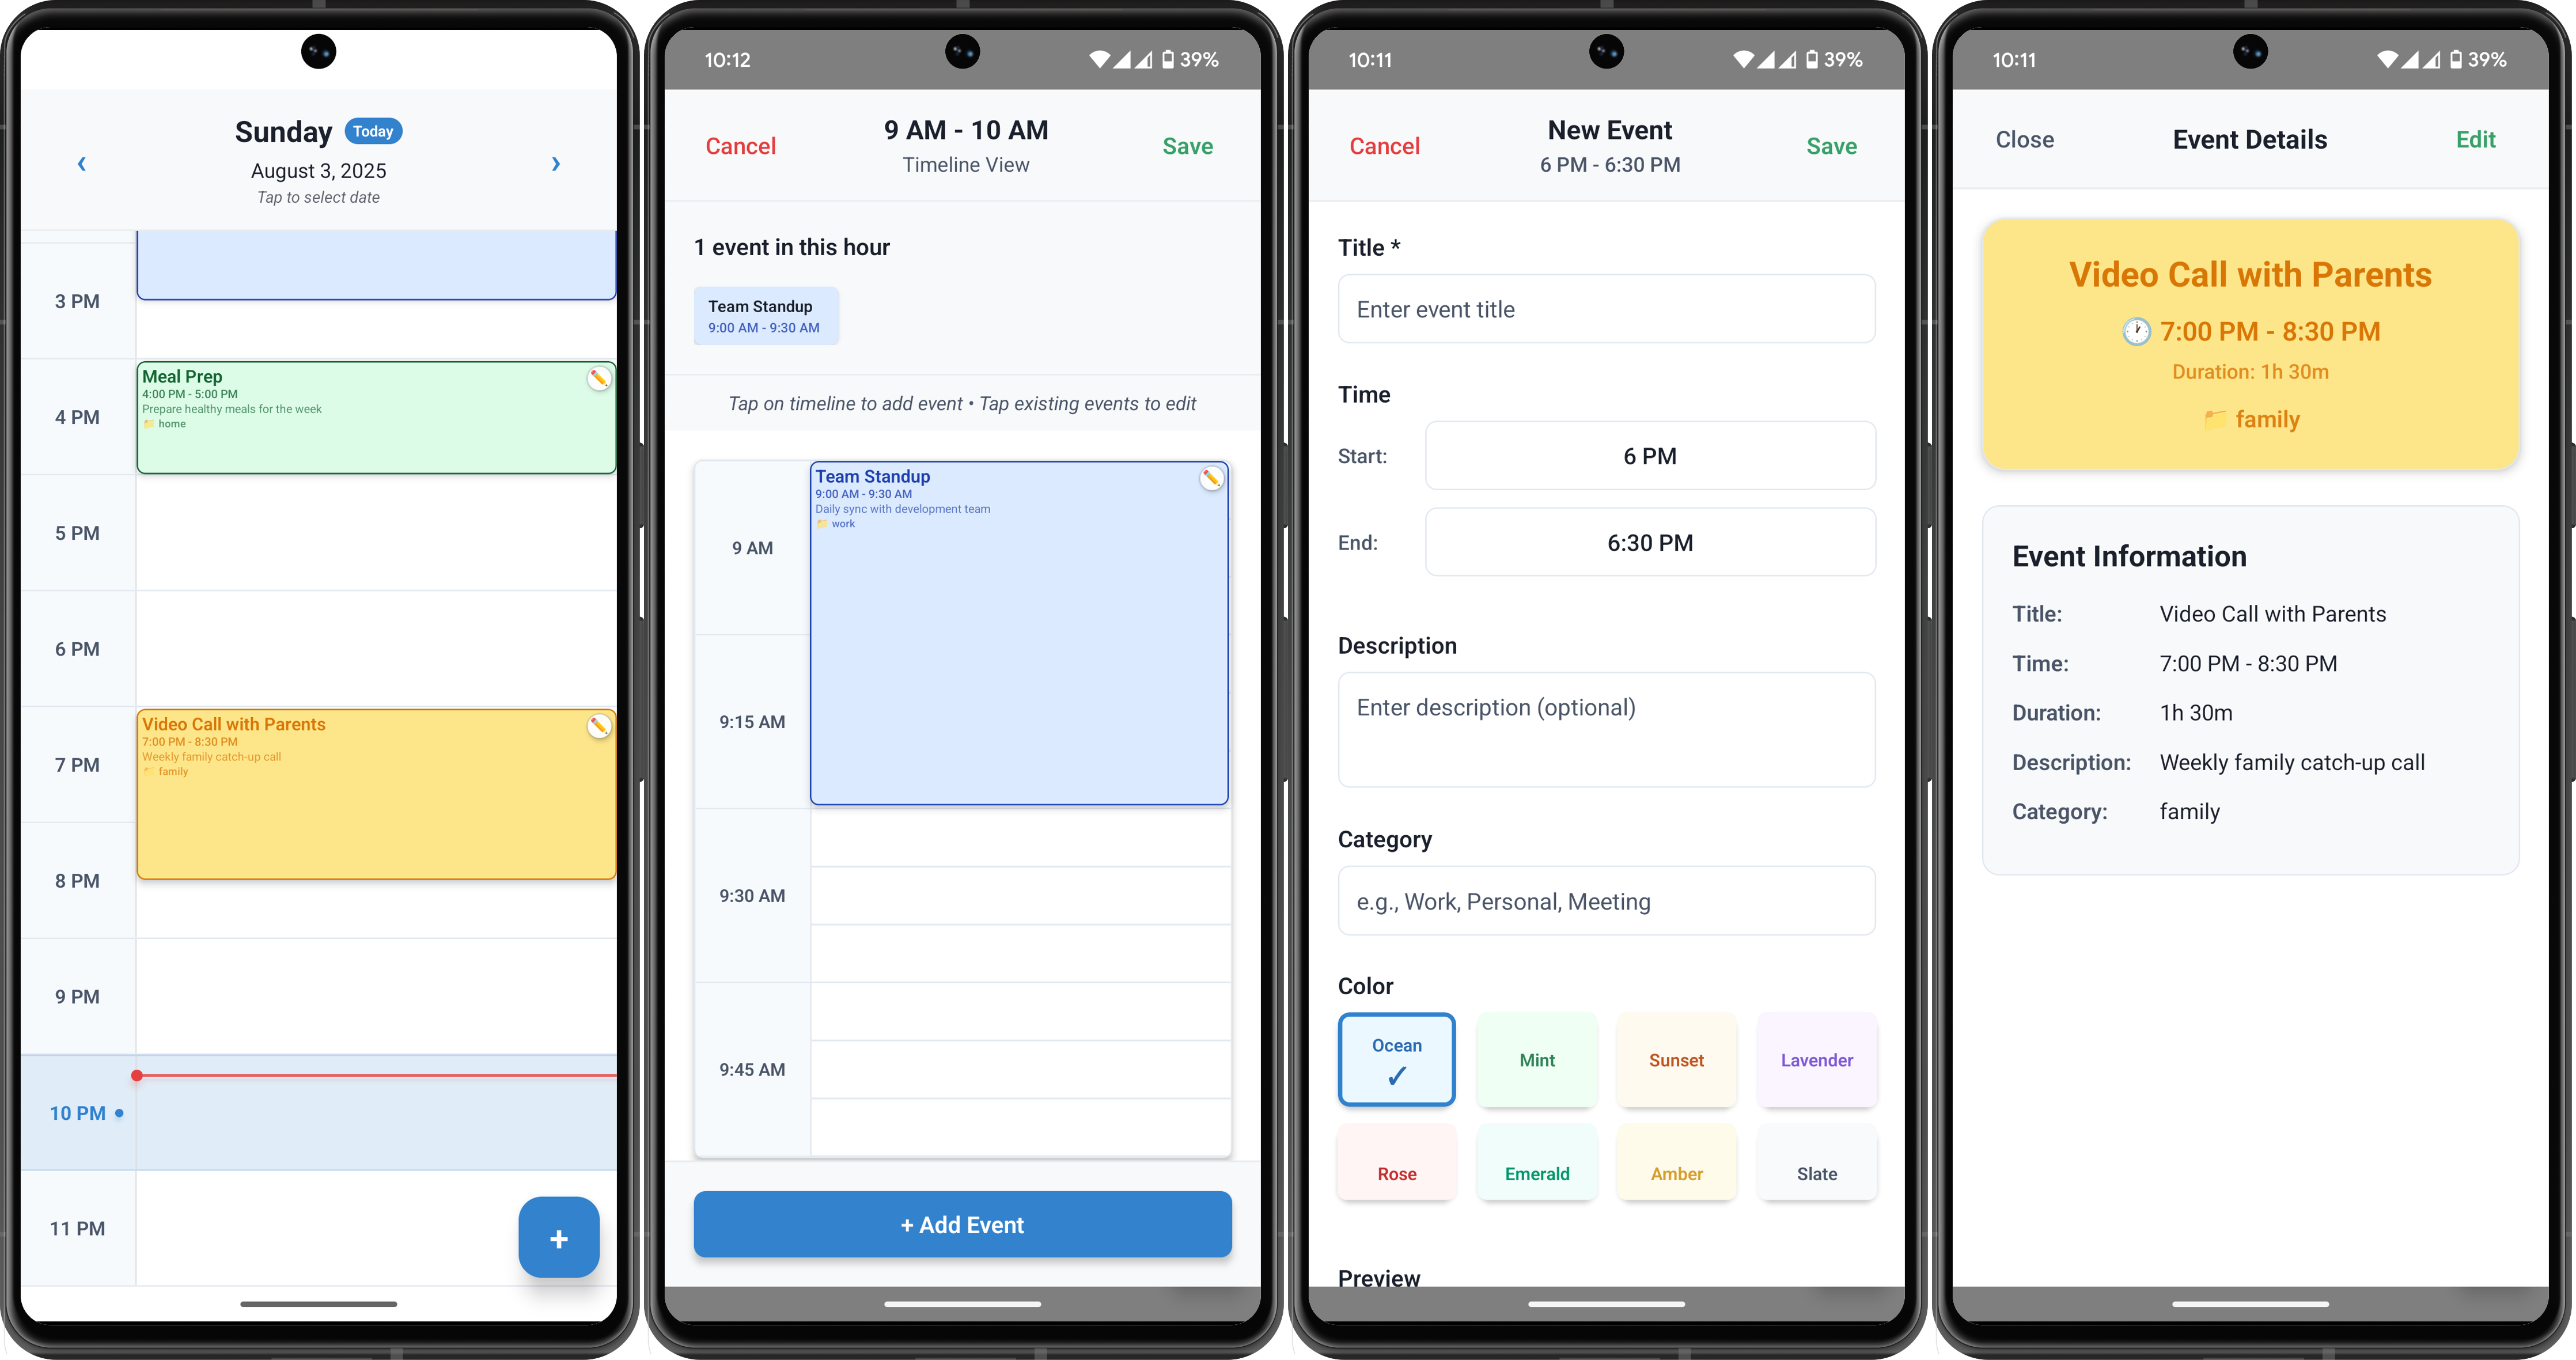 Sunday Today
August 3, 2025
Tap to select date
3 PM
Meal Prep
4:00 PM - 5:00 PM
Prepare healthy meals for the week
home
4 PM
5 PM
6 PM
Video Call with Parents
7:00 PM - 8:30 PM
Weekly family catch-up call
family
7 PM
8 PM
9 PM
10 PM
11 PM
+
10:12
39%
Cancel
9 AM - 10 AM
Timeline View
Save
1 event in this hour
Team Standup
9:00 AM - 9:30 AM
Tap on timeline to add event • Tap existing events to edit
Team Standup
9:00 AM - 9:30 AM
Daily sync with development team
work
9 AM
9:15 AM
9:30 AM
9:45 AM
+ Add Event
10:11
39%
Cancel
New Event
6 PM - 6:30 PM
Save
Title *
Enter event title
Time
Start:
6 PM
End:
6:30 PM
Description
Enter description (optional)
Category
e.g., Work, Personal, Meeting
Color
Ocean
✓
Mint
Sunset
Lavender
Rose
Emerald
Amber
Slate
Preview
10:11
39%
Close
Event Details
Edit
Video Call with Parents
7:00 PM - 8:30 PM
Duration: 1h 30m
family
Event Information
Title: Video Call with Parents
Time: 7:00 PM - 8:30 PM
Duration: 1h 30m
Description: Weekly family catch-up call
Category: family